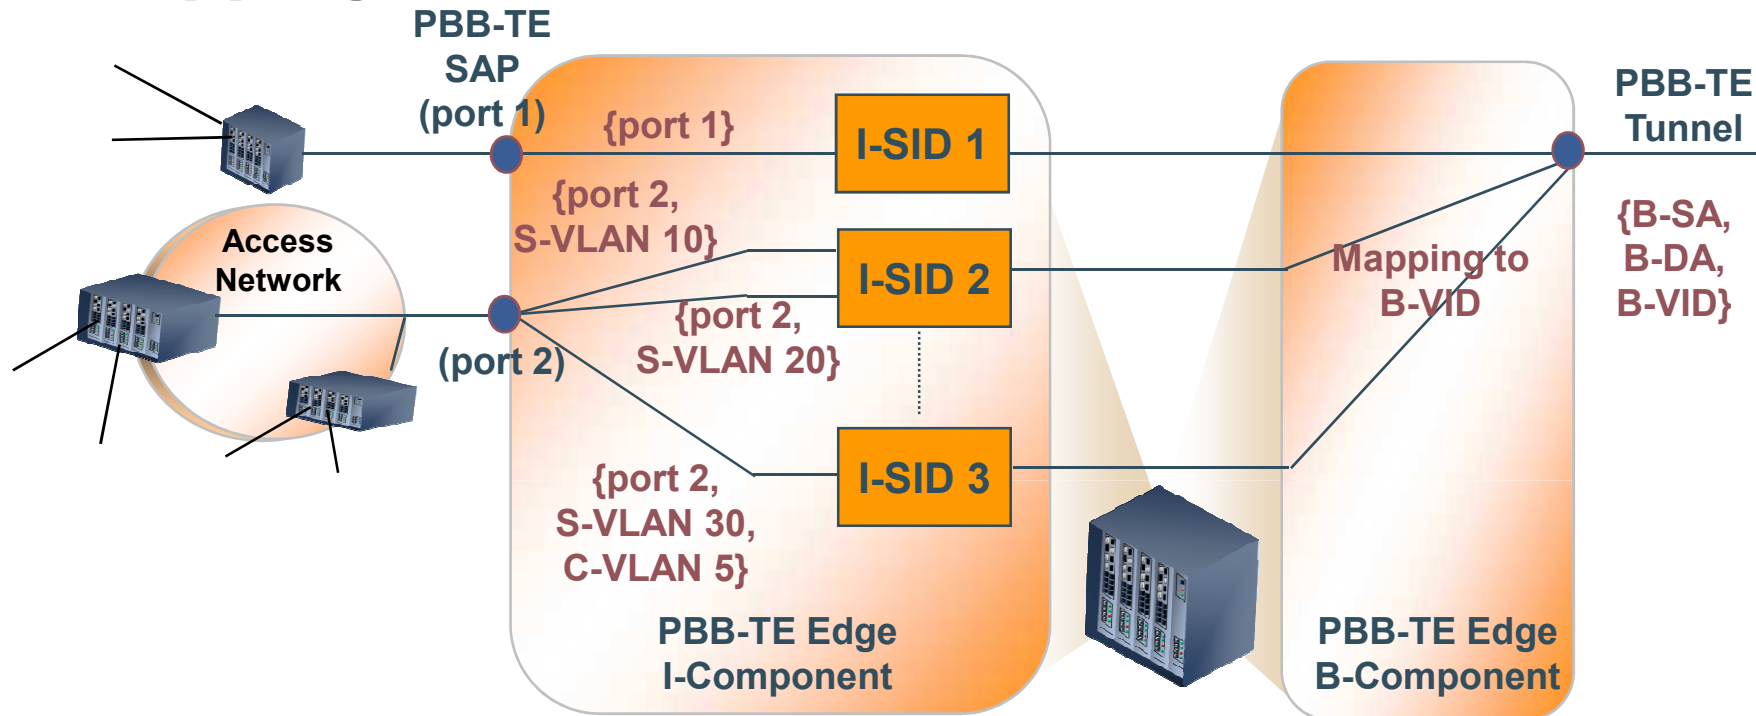 PBB-TE
SAP
(port 1)
{port 1}
I-SID 1
PBB-TE
Tunnel
{port 2,
S-VLAN 10}
Access
Network
I-SID 2
Mapping to
B-VID
{B-SA,
B-DA,
B-VID}
{port 2,
S-VLAN 20}
(port 2)
I-SID 3
{port 2,
S-VLAN 30,
C-VLAN 5}
PBB-TE Edge
I-Component
PBB-TE Edge
B-Component